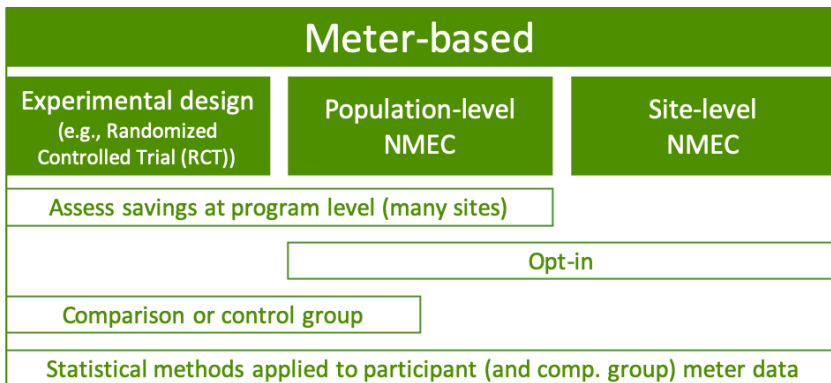 Meter-based
Experimental design
(e.g., Randomized
Controlled Trial (RCT))
Population-level
NMEC
Site-level
NMEC
Assess savings at program level (many sites)
Opt-in
Comparison or control group
Statistical methods applied to participant (and comp. group) meter data